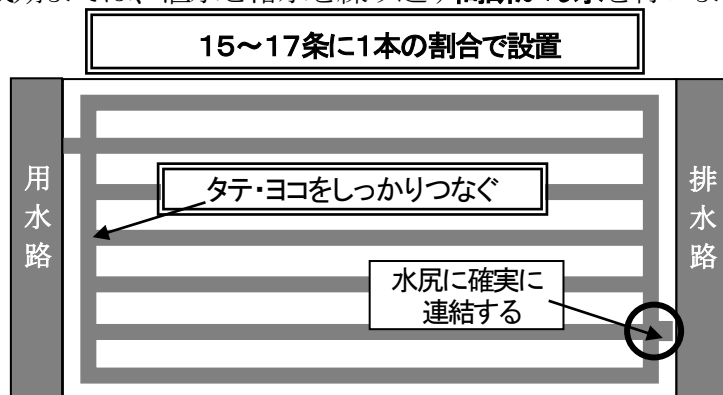 15～17条に1本の割合で設置
用水路
タテ・ヨコをしっかりつなぐ
排水路
水尻に確実に
連結する